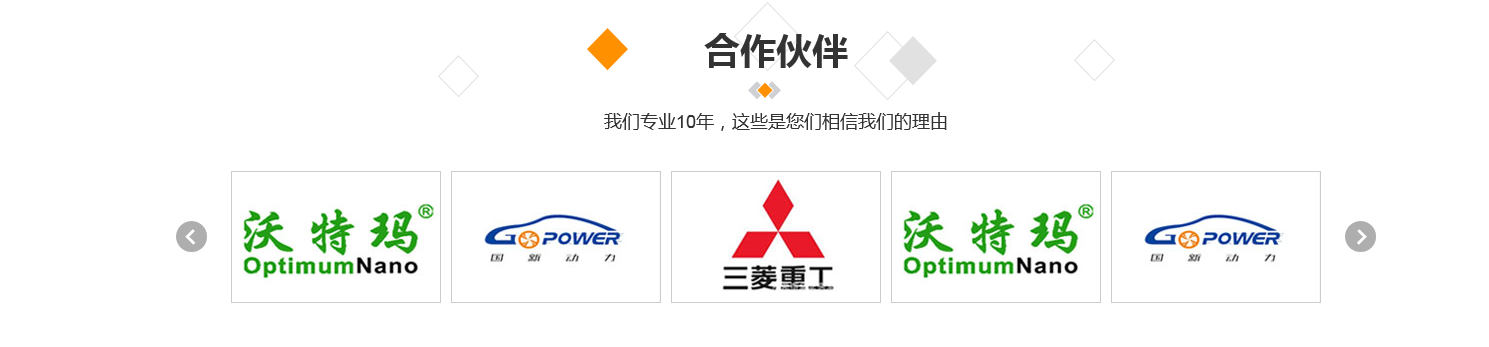 合作伙伴
我们专业10年，这些是您们相信我们的理由
沃特玛®
OptimumNano
GOPOWER
国新动力
三菱重工
沃特玛®
OptimumNano
GOPOWER
国新动力